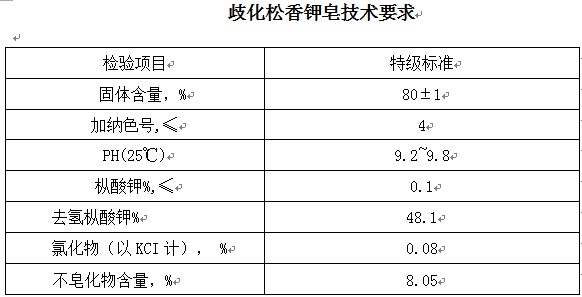 歧化松香钾皂技术要求
检验项目 特级标准
固体含量，% 80±1
加纳色号,≤ 4
PH(25℃) 9.2~9.8
枞酸钾%,≤ 0.1
去氢枞酸钾% 48.1
氯化物（以 KCI 计）， % 0.08
不皂化物含量，% 8.05